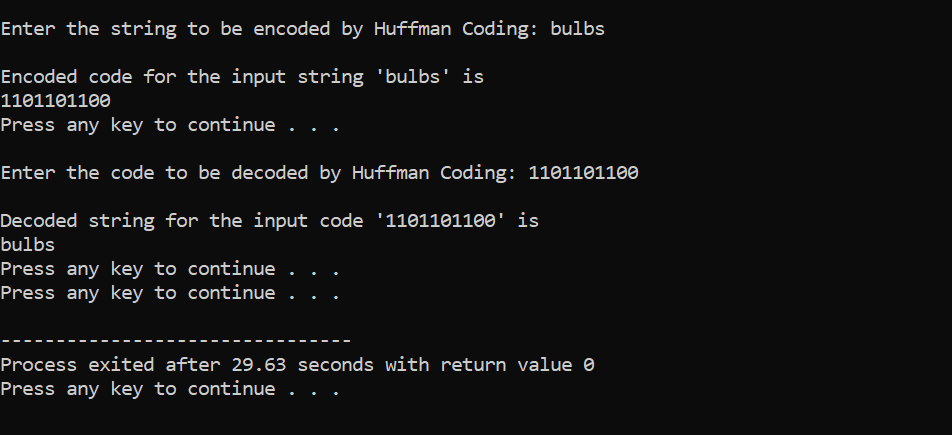 Enter the string to be encoded by Huffman Coding: bulbs
Encoded code for the input string 'bulbs' is
1101101100
Press any key to continue . . .
Enter the code to be decoded by Huffman Coding: 1101101100
Decoded string for the input code '1101101100' is
bulbs
Press any key to continue . . .
Press any key to continue . . .
--------------------------------
Process exited after 29.63 seconds with return value 0
Press any key to continue . . .